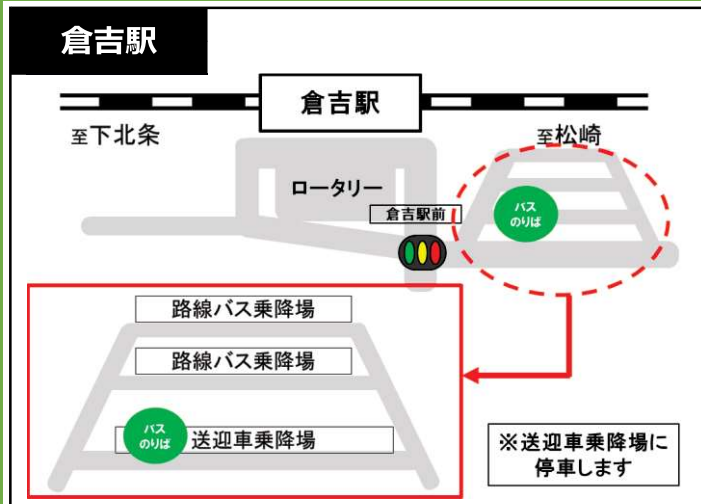 倉吉駅
倉吉駅
至下北条
至松崎
ロータリー
倉吉駅前
バス
のりば
路線バス乗降場
路線バス乗降場
バス
のりば
送迎車乗降場
※送迎車乗降場に
停車します